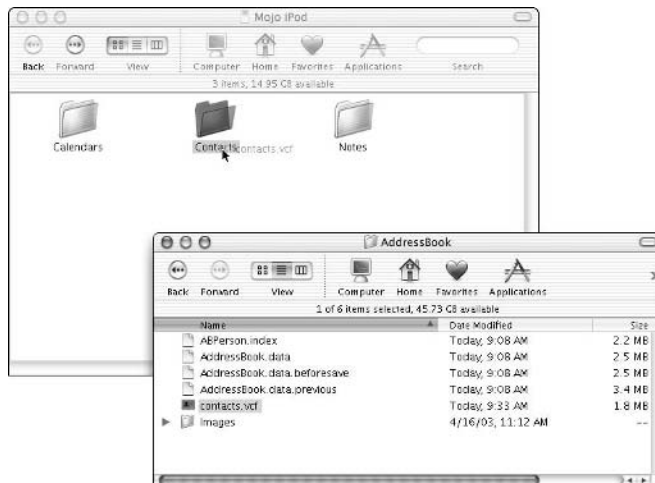 Mojo iPod
Back Forward View Computer Home Favorites Applications Search
3 items, 14.95 GB available
Calendars Contacts contacts.vcf Notes
AddressBook
Back Forward View Computer Home Favorites Applications
1 of 6 items selected, 45.73 GB available
Name Date Modified Size
ABPerson.index Today, 9:08 AM 2.2 MB
AddressBook.data Today, 9:08 AM 2.5 MB
AddressBook.data.beforesave Today, 9:08 AM 2.5 MB
AddressBook.data.previous Today, 9:08 AM 3.4 MB
contacts.vcf Today, 9:33 AM 1.8 MB
Images 4/16/03, 11:12 AM --